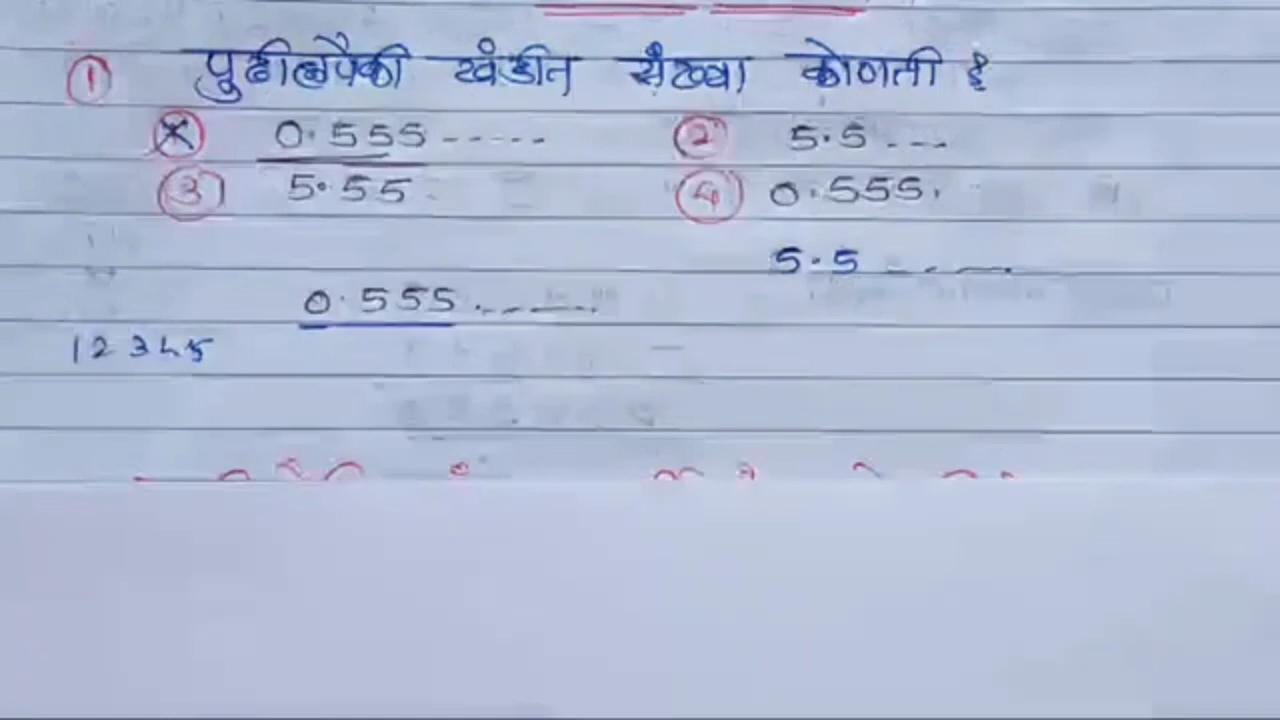 ① पुढीलपैकी खंडीत संख्या कोणती ?
① 0.555----- ② 5.5---
③ 5.55 ④ 0.555.
5.5 -----
0.555.-----
12345